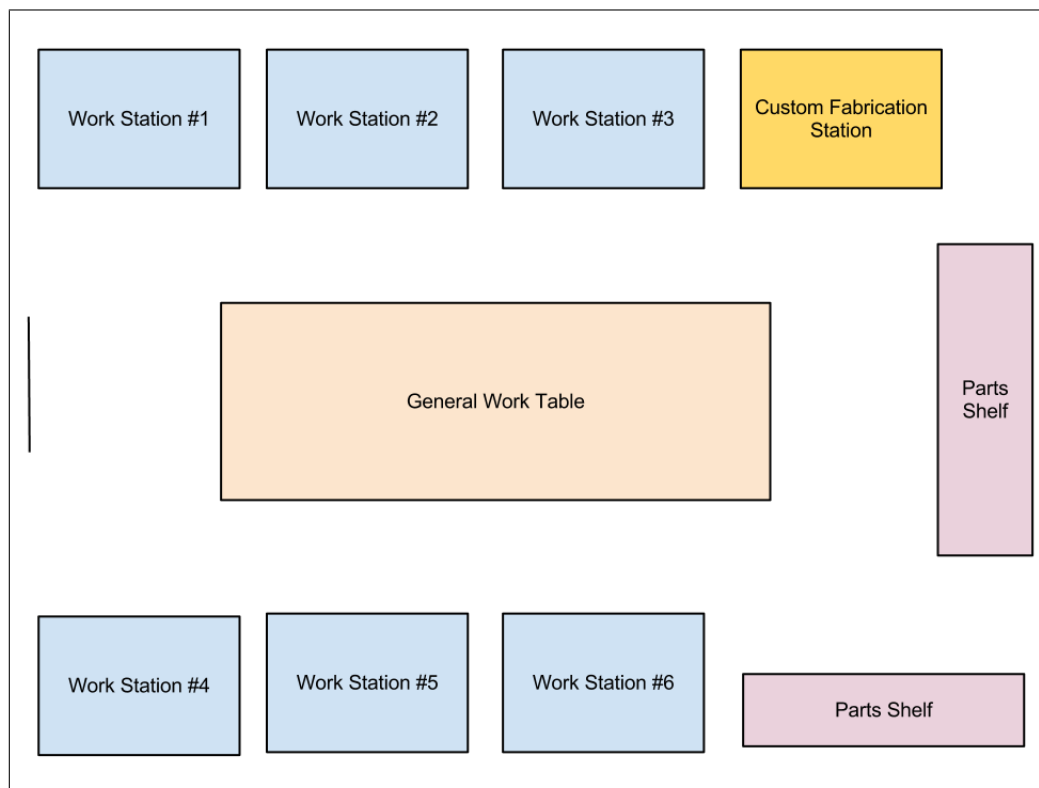 Work Station #1
Work Station #2
Work Station #3
Custom Fabrication
Station
General Work Table
Parts
Shelf
Work Station #4
Work Station #5
Work Station #6
Parts Shelf